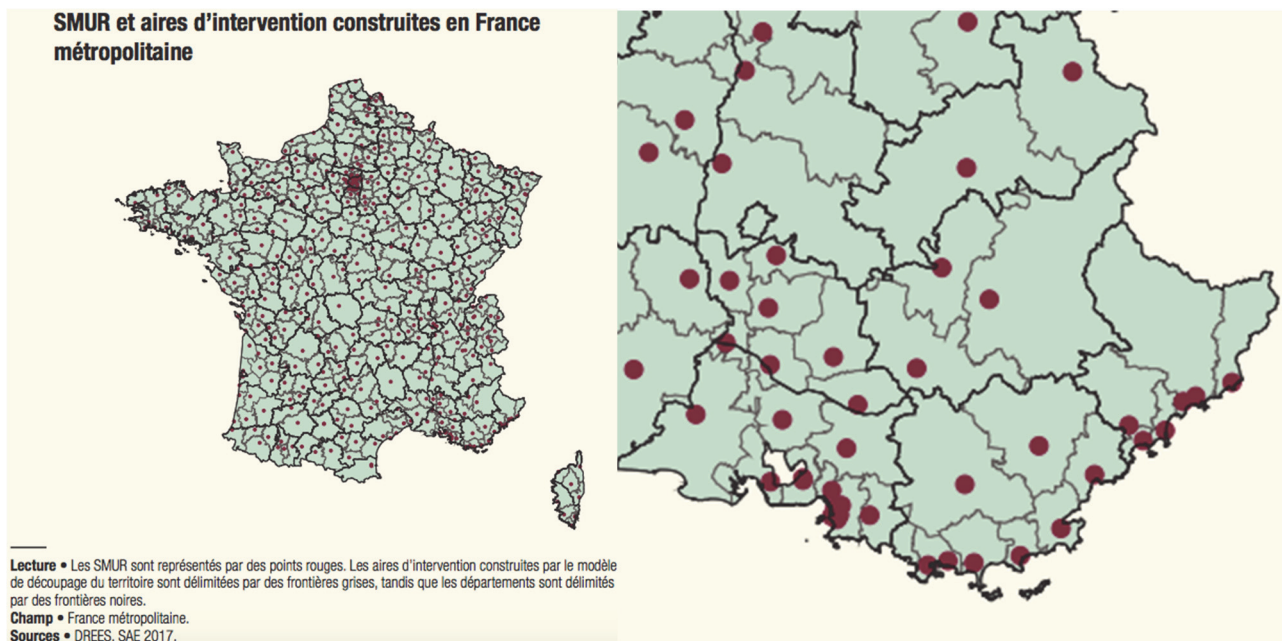 SMUR et aires d’intervention construites en France
métropolitaine
Lecture • Les SMUR sont représentés par des points rouges. Les aires d’intervention construites par le modèle
de découpage du territoire sont délimitées par des frontières grises, tandis que les départements sont délimités
par des frontières noires.
Champ • France métropolitaine.
Sources • DREES, SAE 2017.